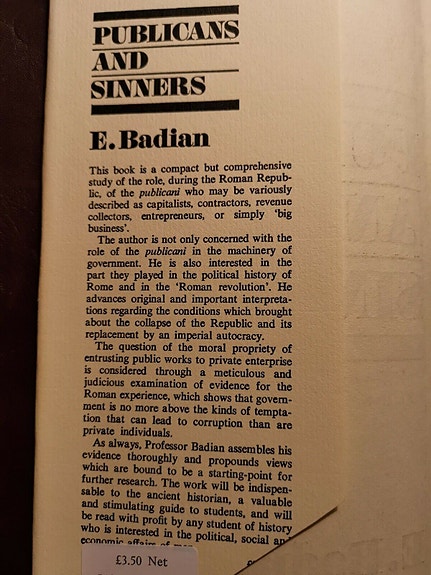 PUBLICANS
AND
SINNERS
E. Badian
This book is a compact but comprehensive
study of the role, during the Roman Repub-
lic, of the publicani who may be variously
described as capitalists, contractors, revenue
collectors, entrepreneurs, or simply 'big
business'.
The author is not only concerned with the
role of the publicani in the machinery of
government. He is also interested in the
part they played in the political history of
Rome and in the 'Roman revolution'. He
advances original and important interpreta-
tions regarding the conditions which brought
about the collapse of the Republic and its
replacement by an imperial autocracy.
The question of the moral propriety of
entrusting public works to private enterprise
is considered through a meticulous and
judicious examination of evidence for the
Roman experience, which shows that govern-
ment is no more above the kinds of tempta-
tion that can lead to corruption than are
private individuals.
As always, Professor Badian assembles his
evidence thoroughly and propounds views
which are bound to be a starting-point for
further research. The work will be indispen-
sable to the ancient historian, a valuable
and stimulating guide to students, and will
be read with profit by any student of history
who is interested in the political, social and
economic affairs of
£3.50 Net